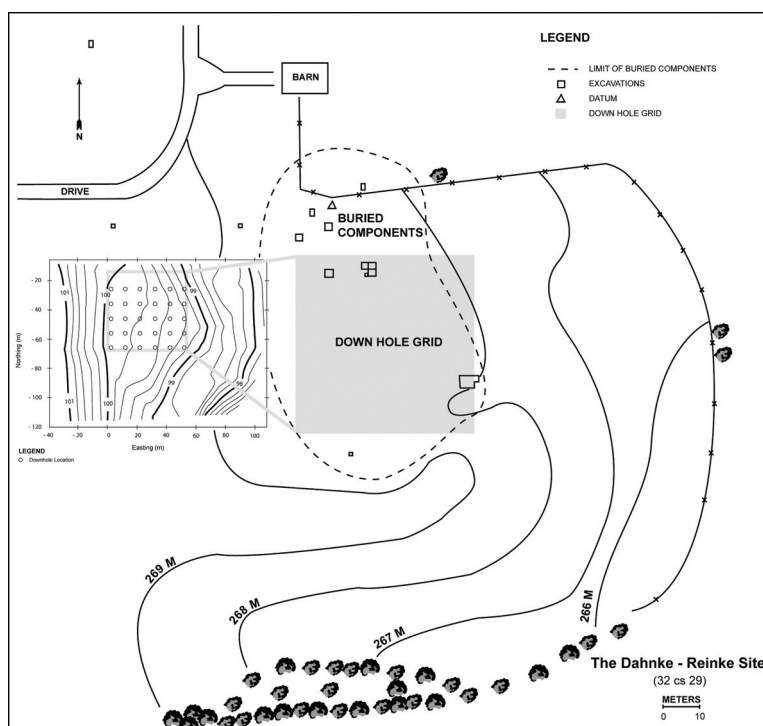 LEGEND
LIMIT OF BURIED COMPONENTS
EXCAVATIONS
DATUM
DOWN HOLE GRID
BARN
N
DRIVE
BURIED
COMPONENTS
DOWN HOLE GRID
101
100
99
101
100
99
98
- 20
- 40
- 60
- 80
- 100
- 120
Northing (m)
- 40
- 20
0
20
40
60
80
100
Easting (m)
LEGEND
Downhole Location
269 M
268 M
267 M
266 M
The Dahnke - Reinke Site
(32 cs 29)
METERS
0 10